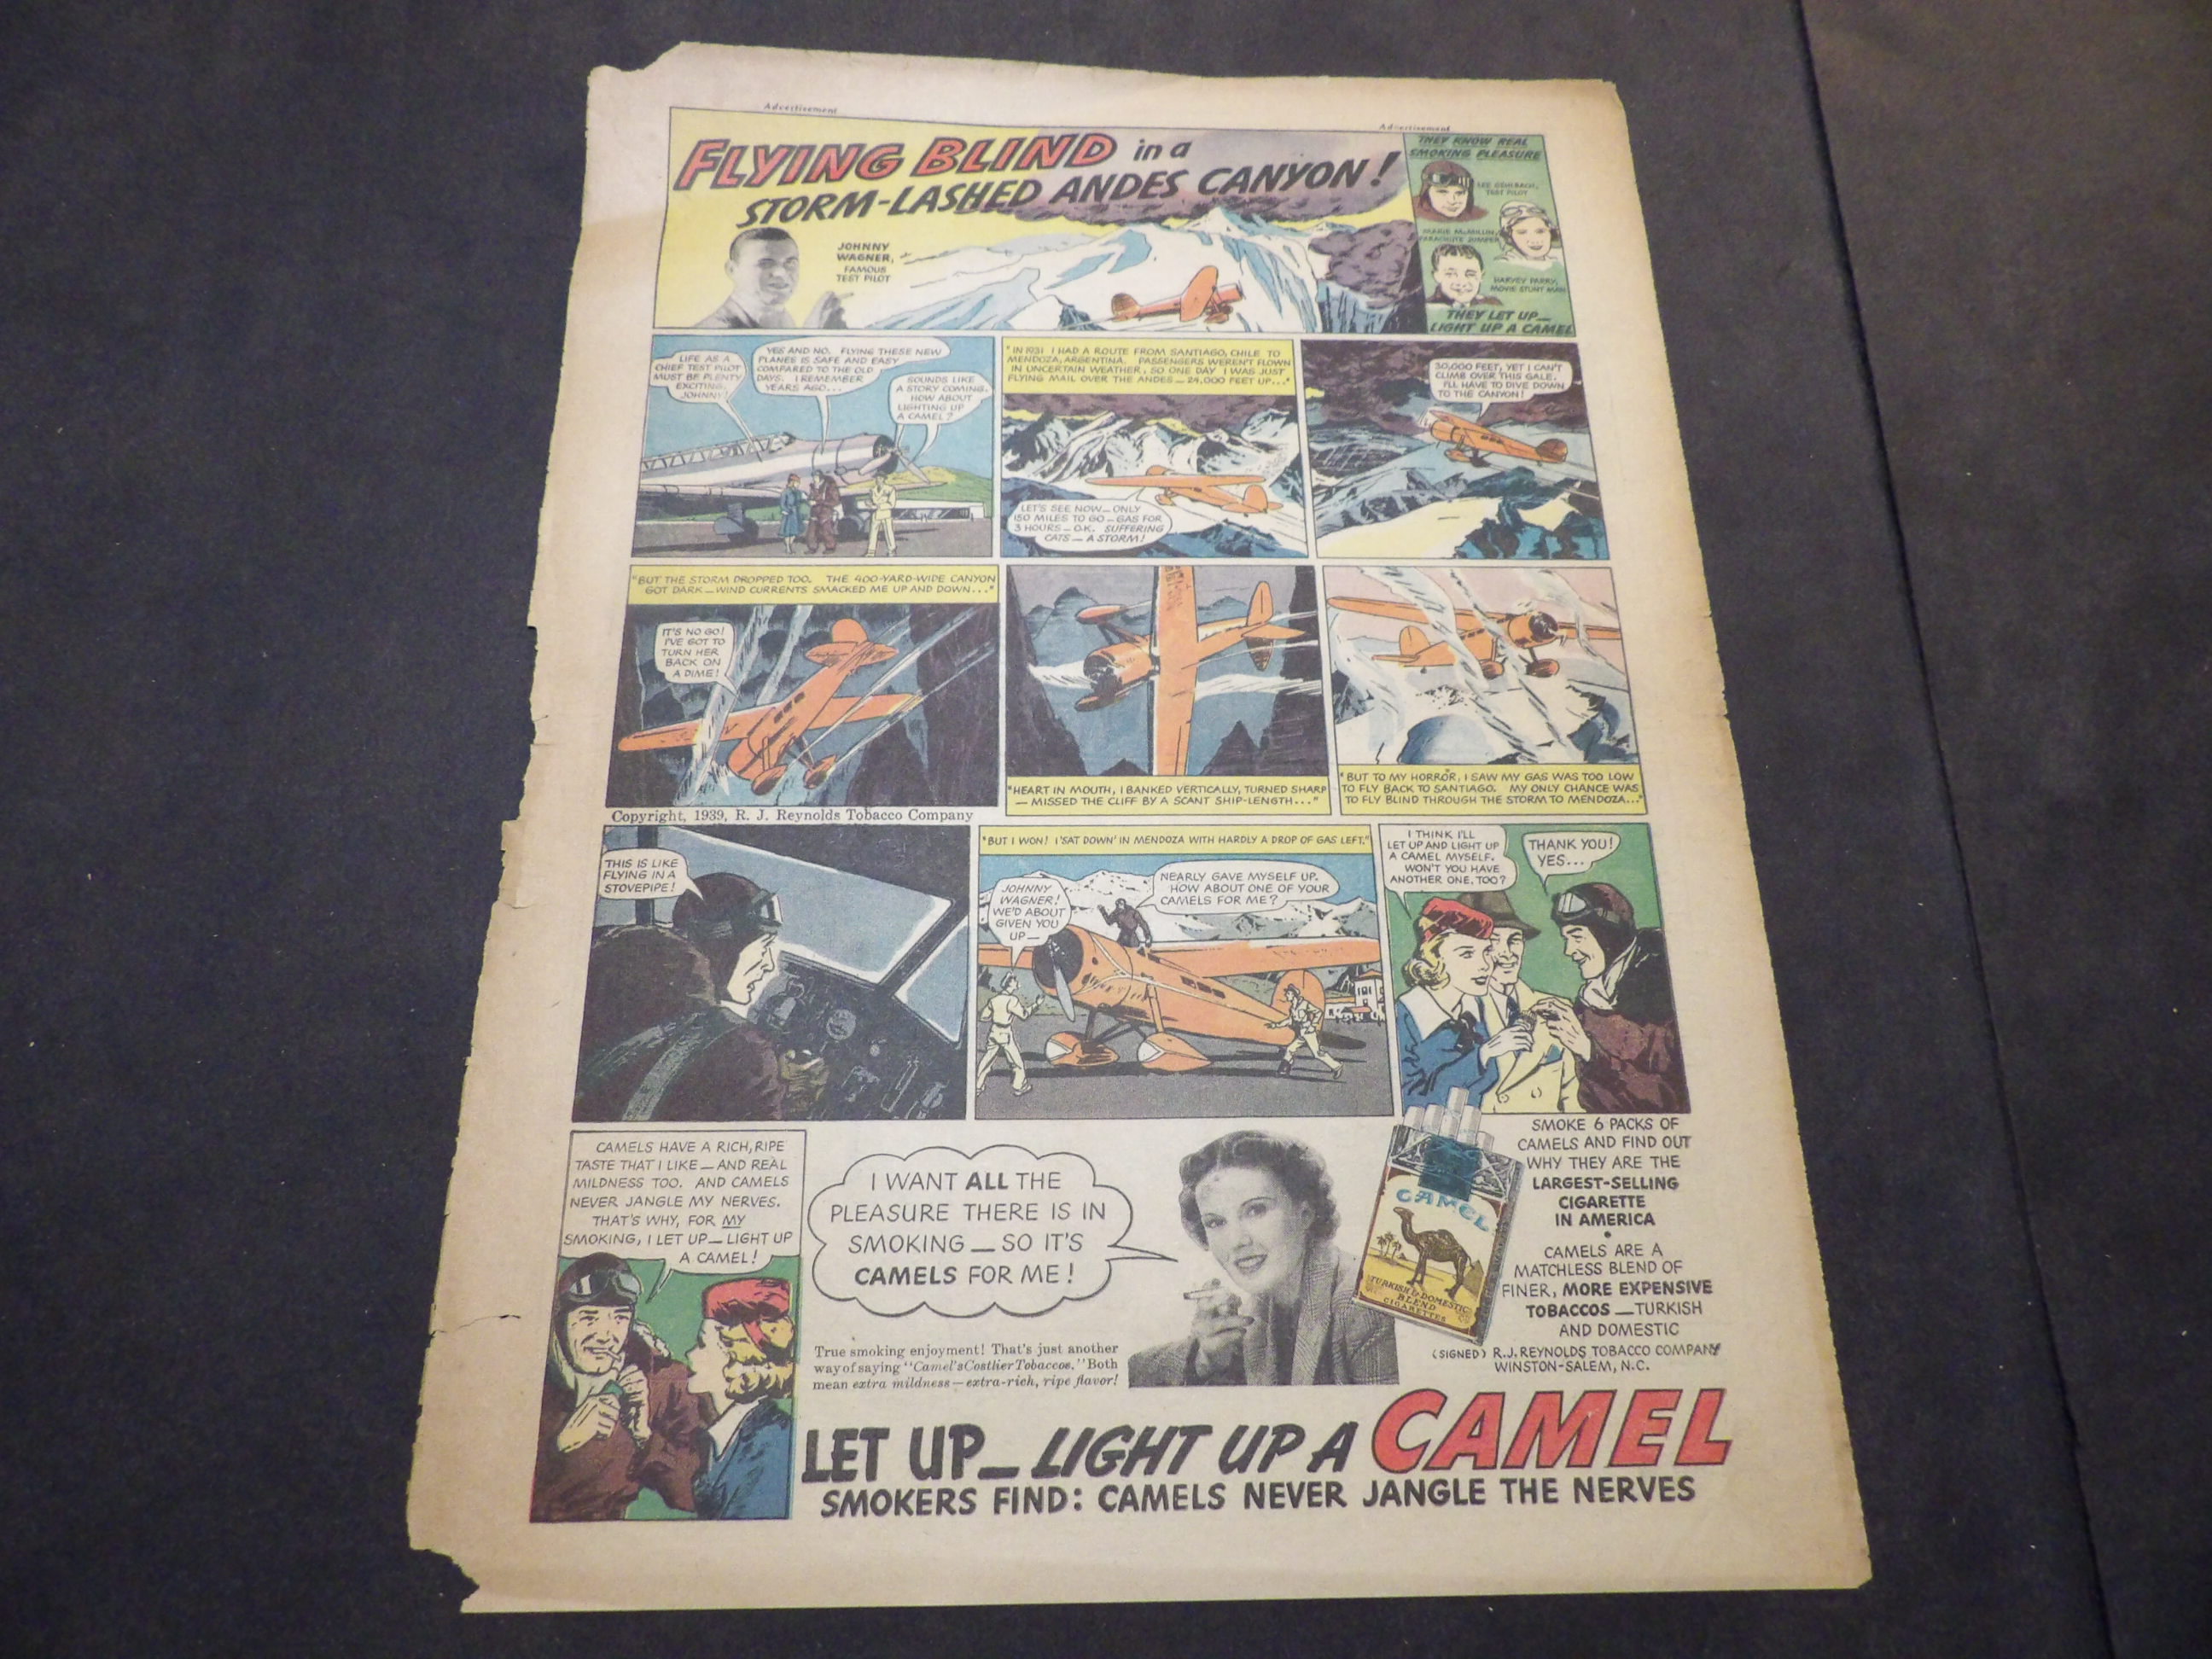 Advertisement
Advertisement
FLYING BLIND in a
STORM-LASHED ANDES CANYON!
JOHNNY
WAGNER,
FAMOUS
TEST PILOT
THEY KNOW REAL
SMOKING PLEASURE
LEE GEHLBACH,
TEST PILOT
MARIE McMILLIN,
PARACHUTE JUMPER
HARVEY PARRY,
MOVIE STUNT MAN
THEY LET UP—
LIGHT UP A CAMEL
LIFE AS A
CHIEF TEST PILOT
MUST BE PLENTY
EXCITING,
JOHNNY!
YES AND NO. FLYING THESE NEW
PLANES IS SAFE AND EASY
COMPARED TO THE OLD
DAYS. I REMEMBER
YEARS AGO...
SOUNDS LIKE
A STORY COMING.
HOW ABOUT
LIGHTING UP
A CAMEL?
"IN 1931 I HAD A ROUTE FROM SANTIAGO, CHILE TO
MENDOZA, ARGENTINA. PASSENGERS WEREN'T FLOWN
IN UNCERTAIN WEATHER, SO ONE DAY I WAS JUST
FLYING MAIL OVER THE ANDES — 24,000 FEET UP..."
LET'S SEE NOW — ONLY
150 MILES TO GO — GAS FOR
3 HOURS — O.K. SUFFERING
CATS — A STORM!
30,000 FEET, YET I CAN'T
CLIMB OVER THIS GALE.
I'LL HAVE TO DIVE DOWN
TO THE CANYON!
"BUT THE STORM DROPPED TOO. THE 400-YARD-WIDE CANYON
GOT DARK — WIND CURRENTS SMACKED ME UP AND DOWN..."
IT'S NO GO!
I'VE GOT TO
TURN HER
BACK ON
A DIME!
"HEART IN MOUTH, I BANKED VERTICALLY, TURNED SHARP
— MISSED THE CLIFF BY A SCANT SHIP-LENGTH..."
"BUT TO MY HORROR, I SAW MY GAS WAS TOO LOW
TO FLY BACK TO SANTIAGO. MY ONLY CHANCE WAS
TO FLY BLIND THROUGH THE STORM TO MENDOZA..."
Copyright, 1939, R. J. Reynolds Tobacco Company
THIS IS LIKE
FLYING IN A
STOVEPIPE!
"BUT I WON! I 'SAT DOWN' IN MENDOZA WITH HARDLY A DROP OF GAS LEFT."
JOHNNY
WAGNER!
WE'D ABOUT
GIVEN YOU
UP—
NEARLY GAVE MYSELF UP.
HOW ABOUT ONE OF YOUR
CAMELS FOR ME?
I THINK I'LL
LET UP AND LIGHT UP
A CAMEL MYSELF.
WON'T YOU HAVE
ANOTHER ONE, TOO?
THANK YOU!
YES...
CAMELS HAVE A RICH, RIPE
TASTE THAT I LIKE — AND REAL
MILDNESS TOO. AND CAMELS
NEVER JANGLE MY NERVES.
THAT'S WHY, FOR MY
SMOKING, I LET UP — LIGHT UP
A CAMEL!
I WANT ALL THE
PLEASURE THERE IS IN
SMOKING — SO IT'S
CAMELS FOR ME!
True smoking enjoyment! That's just another
way of saying "Camel's Costlier Tobaccos." Both
mean extra mildness — extra-rich, ripe flavor!
CAMEL
TURKISH & DOMESTIC
BLEND
CIGARETTES
SMOKE 6 PACKS OF
CAMELS AND FIND OUT
WHY THEY ARE THE
LARGEST-SELLING
CIGARETTE
IN AMERICA
•
CAMELS ARE A
MATCHLESS BLEND OF
FINER, MORE EXPENSIVE
TOBACCOS — TURKISH
AND DOMESTIC
(SIGNED) R.J. REYNOLDS TOBACCO COMPANY
WINSTON-SALEM, N.C.
LET UP — LIGHT UP A CAMEL
SMOKERS FIND: CAMELS NEVER JANGLE THE NERVES